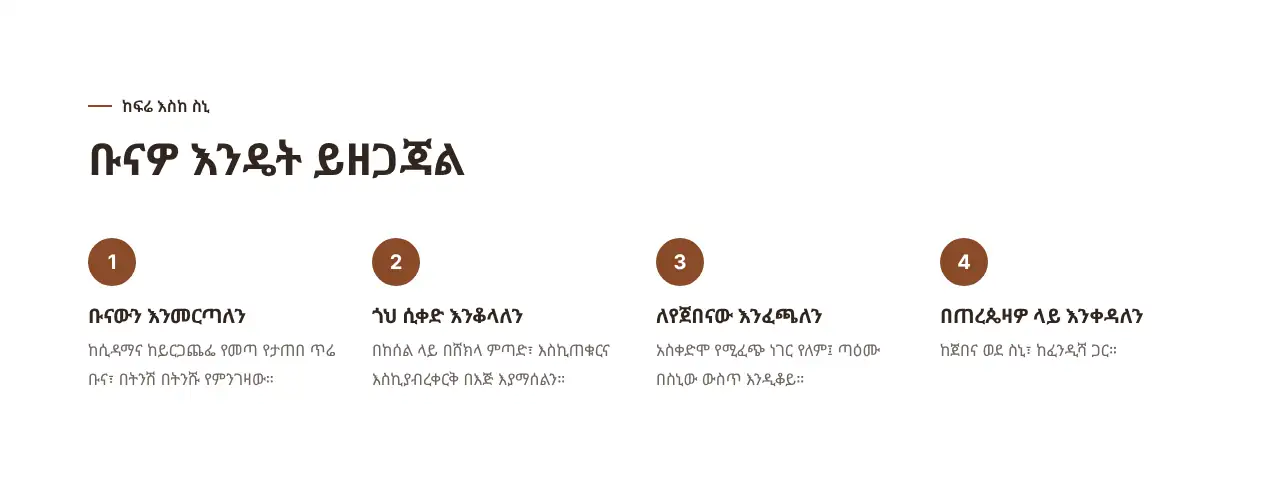 ከፍሬ እስከ ስኒ
ቡናዎ እንዴት ይዘጋጃል
1
ቡናውን እንመርጣለን
ከሲዳማና ከይርጋጨፌ የመጣ የታጠበ ጥሬ
ቡና፣ በትንሽ በትንሹ የምንገዛው።
2
ጎህ ሲቀድ እንቆላለን
በከሰል ላይ በሸክላ ምጣድ፣ እስኪጠቁርና
እስኪያብረቀርቅ በእጅ እያማሰልን።
3
ለየጀበናው እንፈጫለን
አስቀድሞ የሚፈጭ ነገር የለም፤ ጣዕሙ
በስኒው ውስጥ እንዲቆይ።
4
በጠረጴዛዎ ላይ እንቀዳለን
ከጀበና ወደ ስኒ፣ ከፈንዲሻ ጋር።